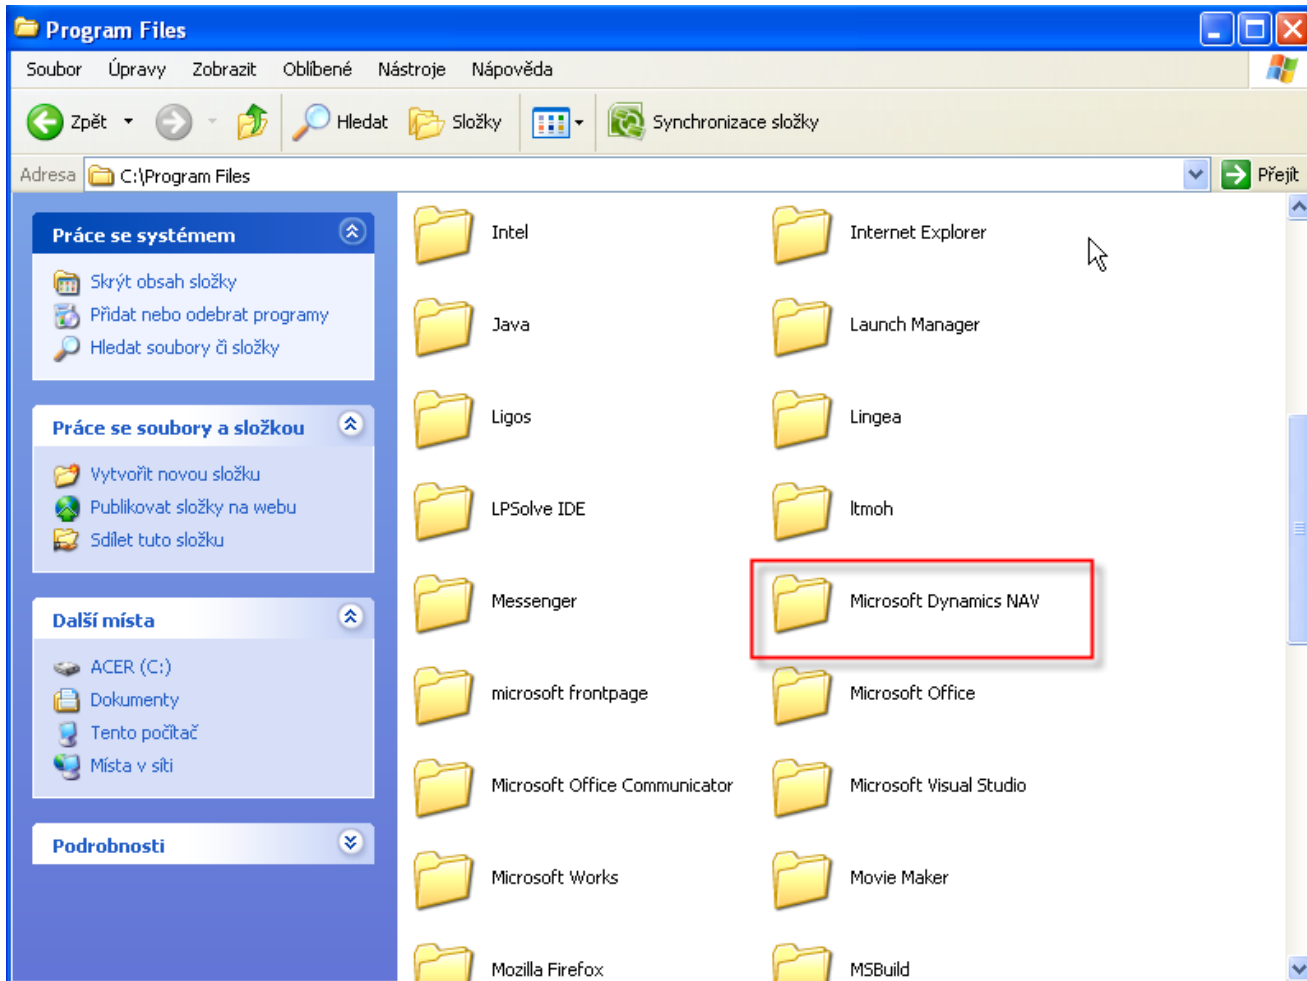 Program Files
Soubor Úpravy Zobrazit Oblíbené Nástroje Nápověda
Zpět Hledat Složky Synchronizace složky
Adresa C:\Program Files Přejít
Práce se systémem
Skrýt obsah složky
Přidat nebo odebrat programy
Hledat soubory či složky
Práce se soubory a složkou
Vytvořit novou složku
Publikovat složky na webu
Sdílet tuto složku
Další místa
ACER (C:)
Dokumenty
Tento počítač
Místa v síti
Podrobnosti
Intel Internet Explorer
Java Launch Manager
Ligos Lingea
LPSolve IDE ltmoh
Messenger Microsoft Dynamics NAV
microsoft frontpage Microsoft Office
Microsoft Office Communicator Microsoft Visual Studio
Microsoft Works Movie Maker
Mozilla Firefox MSBuild